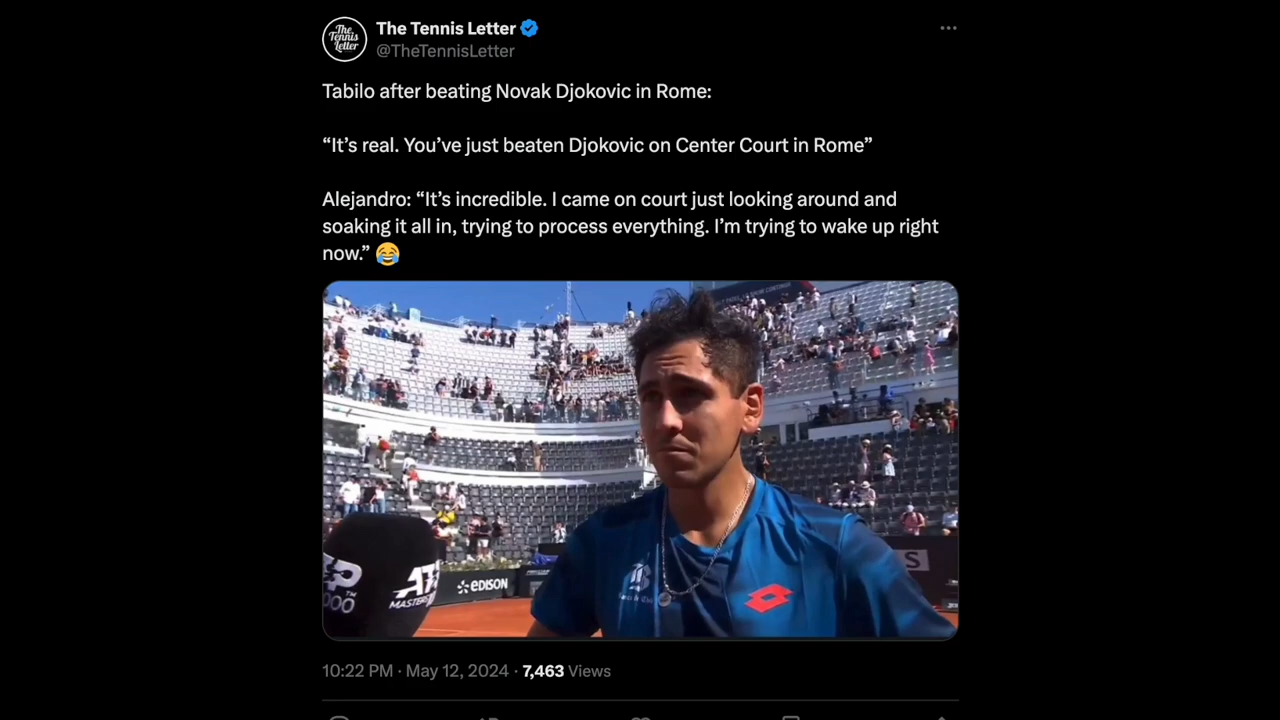 The Tennis Letter
@TheTennisLetter
Tabilo after beating Novak Djokovic in Rome:
“It’s real. You’ve just beaten Djokovic on Center Court in Rome”
Alejandro: “It’s incredible. I came on court just looking around and
soaking it all in, trying to process everything. I’m trying to wake up right
now.” 😂
EDISON
ATP
MASTERS
10:22 PM · May 12, 2024 · 7,463 Views